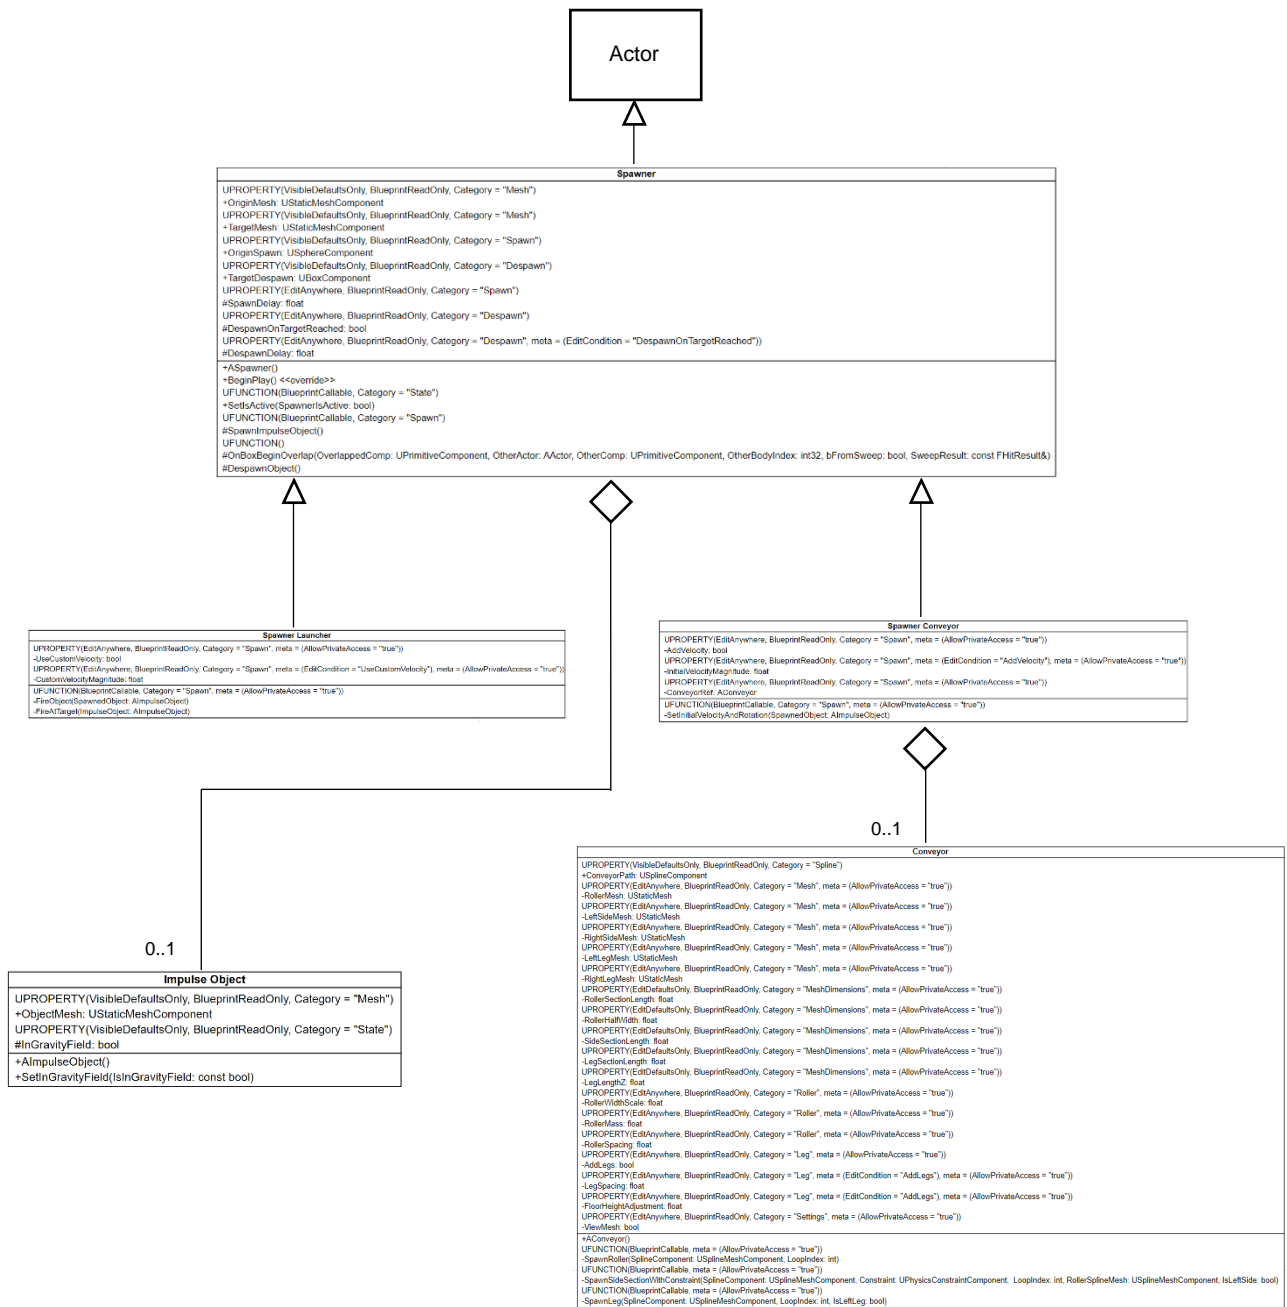 Actor
Spawner
UPROPERTY(VisibleDefaultsOnly, BlueprintReadOnly, Category = "Mesh")
+OriginMesh: UStaticMeshComponent
UPROPERTY(VisibleDefaultsOnly, BlueprintReadOnly, Category = "Mesh")
+TargetMesh: UStaticMeshComponent
UPROPERTY(VisibleDefaultsOnly, BlueprintReadOnly, Category = "Spawn")
+OriginSpawn: USphereComponent
UPROPERTY(VisibleDefaultsOnly, BlueprintReadOnly, Category = "Despawn")
+TargetDespawn: UBoxComponent
UPROPERTY(EditAnywhere, BlueprintReadOnly, Category = "Spawn")
#SpawnDelay: float
UPROPERTY(EditAnywhere, BlueprintReadOnly, Category = "Despawn")
#DespawnOnTargetReached: bool
UPROPERTY(EditAnywhere, BlueprintReadOnly, Category = "Despawn", meta = (EditCondition = "DespawnOnTargetReached"))
#DespawnDelay: float
+ASpawner()
+BeginPlay() <<override>>
UFUNCTION(BlueprintCallable, Category = "State")
+SetIsActive(SpawnerIsActive: bool)
UFUNCTION(BlueprintCallable, Category = "Spawn")
#SpawnImpulseObject()
UFUNCTION()
#OnBoxBeginOverlap(OverlappedComp: UPrimitiveComponent, OtherActor: AActor, OtherComp: UPrimitiveComponent, OtherBodyIndex: int32, bFromSweep: bool, SweepResult: const FHitResult&)
#DespawnObject()
Spawner Launcher
UPROPERTY(EditAnywhere, BlueprintReadOnly, Category = "Spawn", meta = (AllowPrivateAccess = "true"))
-UseCustomVelocity: bool
UPROPERTY(EditAnywhere, BlueprintReadOnly, Category = "Spawn", meta = (EditCondition = "UseCustomVelocity"), meta = (AllowPrivateAccess = "true"))
-CustomVelocityMagnitude: float
UFUNCTION(BlueprintCallable, Category = "Spawn", meta = (AllowPrivateAccess = "true"))
-FireObject(SpawnedObject: AImpulseObject)
-FireAtTarget(ImpulseObject: AImpulseObject)
Spawner Conveyor
UPROPERTY(EditAnywhere, BlueprintReadOnly, Category = "Spawn", meta = (AllowPrivateAccess = "true"))
-AddVelocity: bool
UPROPERTY(EditAnywhere, BlueprintReadOnly, Category = "Spawn", meta = (EditCondition = "AddVelocity"), meta = (AllowPrivateAccess = "true"))
-InitialVelocityMagnitude: float
UPROPERTY(EditAnywhere, BlueprintReadOnly, Category = "Spawn", meta = (AllowPrivateAccess = "true"))
-ConveyorRef: AConveyor
UFUNCTION(BlueprintCallable, Category = "Spawn", meta = (AllowPrivateAccess = "true"))
-SetInitialVelocityAndRotation(SpawnedObject: AImpulseObject)
0..1
Impulse Object
UPROPERTY(VisibleDefaultsOnly, BlueprintReadOnly, Category = "Mesh")
+ObjectMesh: UStaticMeshComponent
UPROPERTY(VisibleDefaultsOnly, BlueprintReadOnly, Category = "State")
#InGravityField: bool
+AImpulseObject()
+SetInGravityField(IsInGravityField: const bool)
0..1
Conveyor
UPROPERTY(VisibleDefaultsOnly, BlueprintReadOnly, Category = "Spline")
+ConveyorPath: USplineComponent
UPROPERTY(EditAnywhere, BlueprintReadOnly, Category = "Mesh", meta = (AllowPrivateAccess = "true"))
-RollerMesh: UStaticMesh
UPROPERTY(EditAnywhere, BlueprintReadOnly, Category = "Mesh", meta = (AllowPrivateAccess = "true"))
-LeftSideMesh: UStaticMesh
UPROPERTY(EditAnywhere, BlueprintReadOnly, Category = "Mesh", meta = (AllowPrivateAccess = "true"))
-RightSideMesh: UStaticMesh
UPROPERTY(EditAnywhere, BlueprintReadOnly, Category = "Mesh", meta = (AllowPrivateAccess = "true"))
-LeftLegMesh: UStaticMesh
UPROPERTY(EditAnywhere, BlueprintReadOnly, Category = "Mesh", meta = (AllowPrivateAccess = "true"))
-RightLegMesh: UStaticMesh
UPROPERTY(EditDefaultsOnly, BlueprintReadOnly, Category = "MeshDimensions", meta = (AllowPrivateAccess = "true"))
-RollerSectionLength: float
UPROPERTY(EditDefaultsOnly, BlueprintReadOnly, Category = "MeshDimensions", meta = (AllowPrivateAccess = "true"))
-RollerHalfWidth: float
UPROPERTY(EditDefaultsOnly, BlueprintReadOnly, Category = "MeshDimensions", meta = (AllowPrivateAccess = "true"))
-SideSectionLength: float
UPROPERTY(EditDefaultsOnly, BlueprintReadOnly, Category = "MeshDimensions", meta = (AllowPrivateAccess = "true"))
-LegSectionLength: float
UPROPERTY(EditDefaultsOnly, BlueprintReadOnly, Category = "MeshDimensions", meta = (AllowPrivateAccess = "true"))
-LegLengthZ: float
UPROPERTY(EditAnywhere, BlueprintReadOnly, Category = "Roller", meta = (AllowPrivateAccess = "true"))
-RollerWidthScale: float
UPROPERTY(EditAnywhere, BlueprintReadOnly, Category = "Roller", meta = (AllowPrivateAccess = "true"))
-RollerMass: float
UPROPERTY(EditAnywhere, BlueprintReadOnly, Category = "Roller", meta = (AllowPrivateAccess = "true"))
-RollerSpacing: float
UPROPERTY(EditAnywhere, BlueprintReadOnly, Category = "Leg", meta = (AllowPrivateAccess = "true"))
-AddLegs: bool
UPROPERTY(EditAnywhere, BlueprintReadOnly, Category = "Leg", meta = (EditCondition = "AddLegs"), meta = (AllowPrivateAccess = "true"))
-LegSpacing: float
UPROPERTY(EditAnywhere, BlueprintReadOnly, Category = "Leg", meta = (EditCondition = "AddLegs"), meta = (AllowPrivateAccess = "true"))
-FloorHeightAdjustment: float
UPROPERTY(EditAnywhere, BlueprintReadOnly, Category = "Settings", meta = (AllowPrivateAccess = "true"))
-ViewMesh: bool
+AConveyor()
UFUNCTION(BlueprintCallable, meta = (AllowPrivateAccess = "true"))
-SpawnRoller(SplineComponent: USplineMeshComponent, LoopIndex: int)
UFUNCTION(BlueprintCallable, meta = (AllowPrivateAccess = "true"))
-SpawnSideSectionWithConstraint(SplineComponent: USplineMeshComponent, Constraint: UPhysicsConstraintComponent, LoopIndex: int, RollerSplineMesh: USplineMeshComponent, IsLeftSide: bool)
UFUNCTION(BlueprintCallable, meta = (AllowPrivateAccess = "true"))
-SpawnLeg(SplineComponent: USplineMeshComponent, LoopIndex: int, IsLeftLeg: bool)